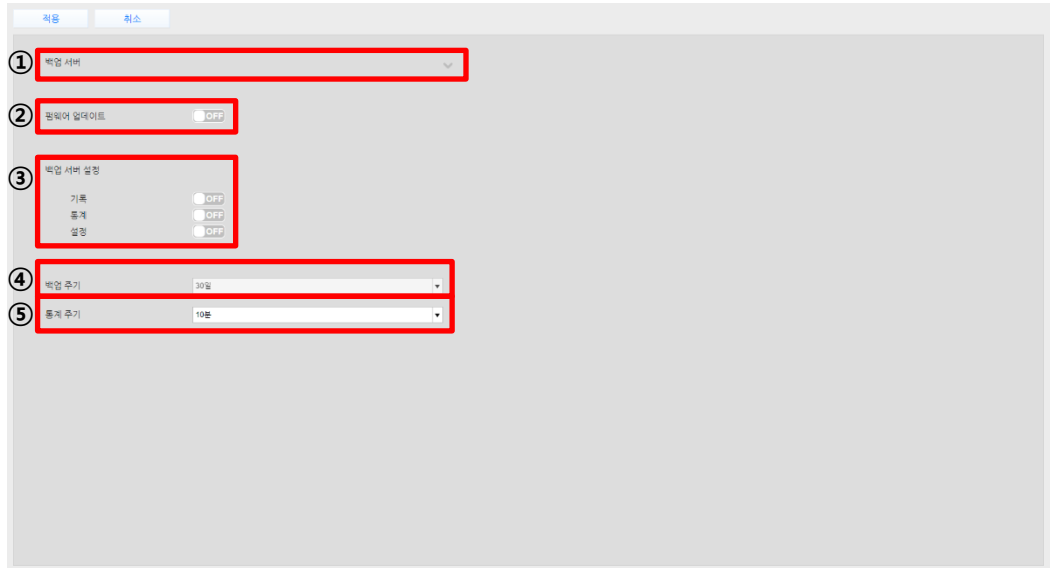 적용 취소
① 백업 서버
② 펌웨어 업데이트 OFF
③ 백업 서버 설정
기록 OFF
통계 OFF
설정 OFF
④ 백업 주기 30일
⑤ 통계 주기 10분